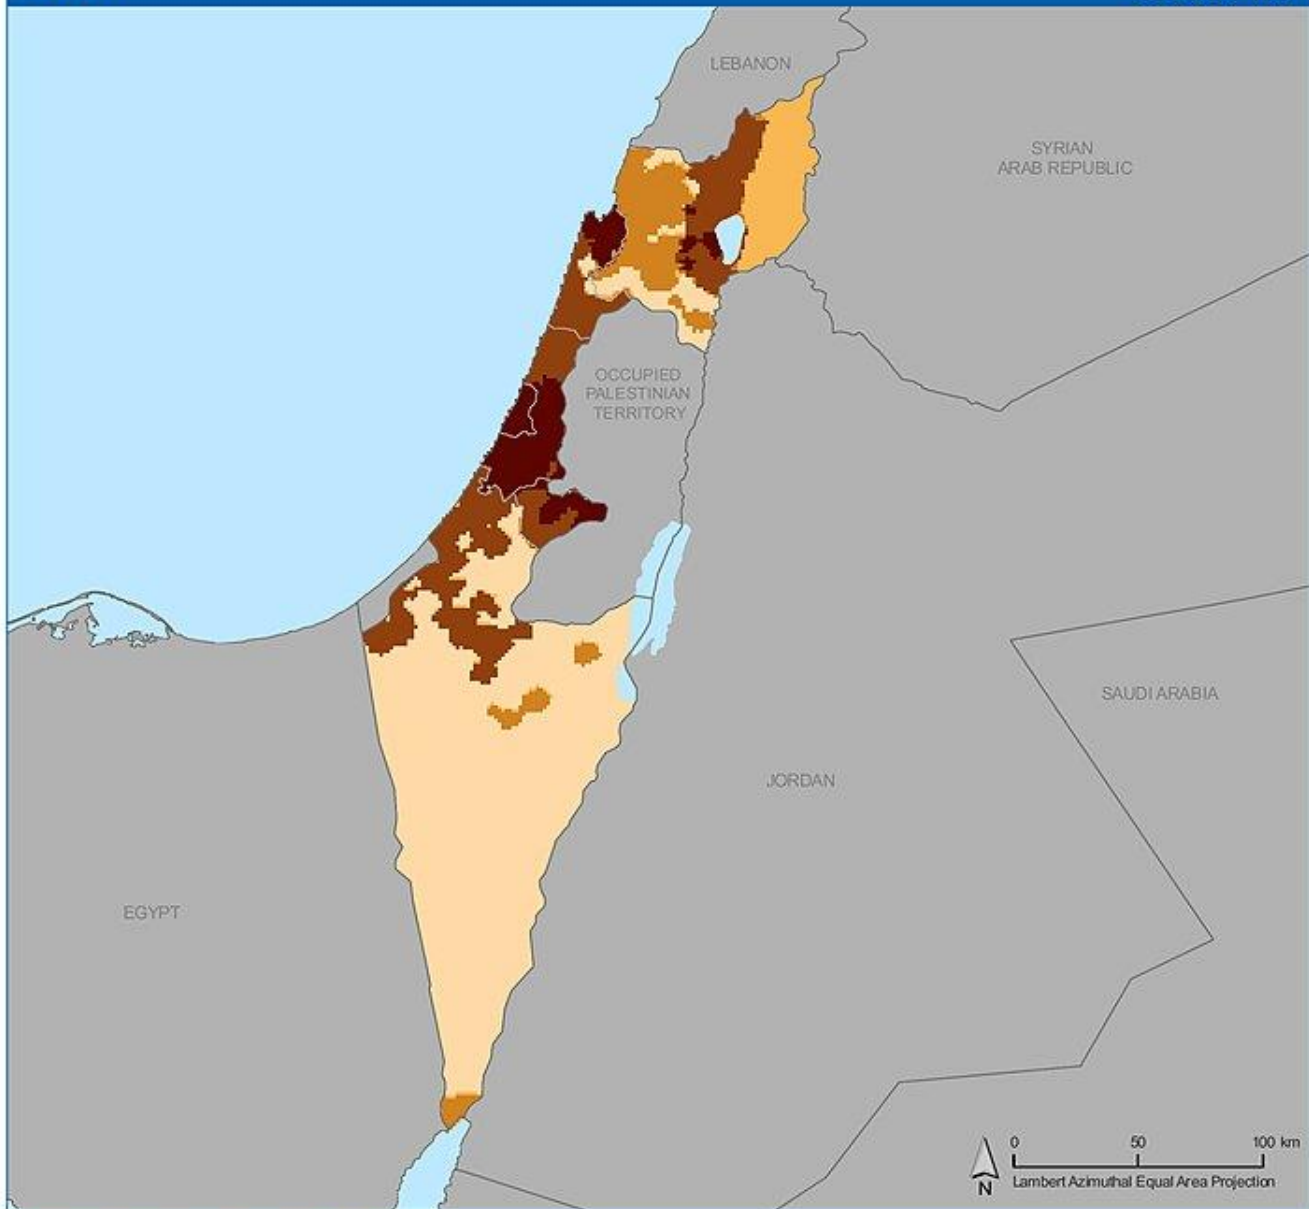 LEBANON
SYRIAN
ARAB REPUBLIC
OCCUPIED
PALESTINIAN
TERRITORY
SAUDI ARABIA
JORDAN
EGYPT
0 50 100 km
N
Lambert Azimuthal Equal Area Projection